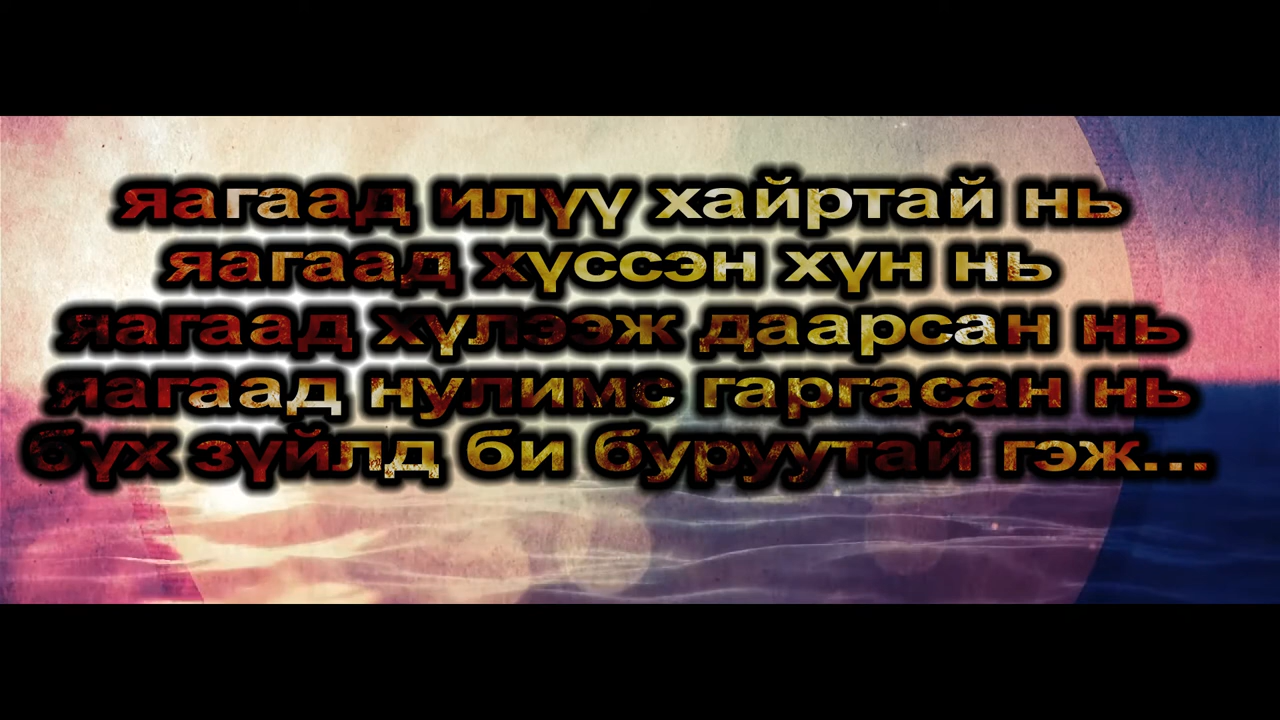 яагаад илүү хайртай нь
яагаад хүссэн хүн нь
яагаад хүлээж даарсан нь
яагаад нулимс гаргасан нь
бүх зүйлд би буруутай гэж...